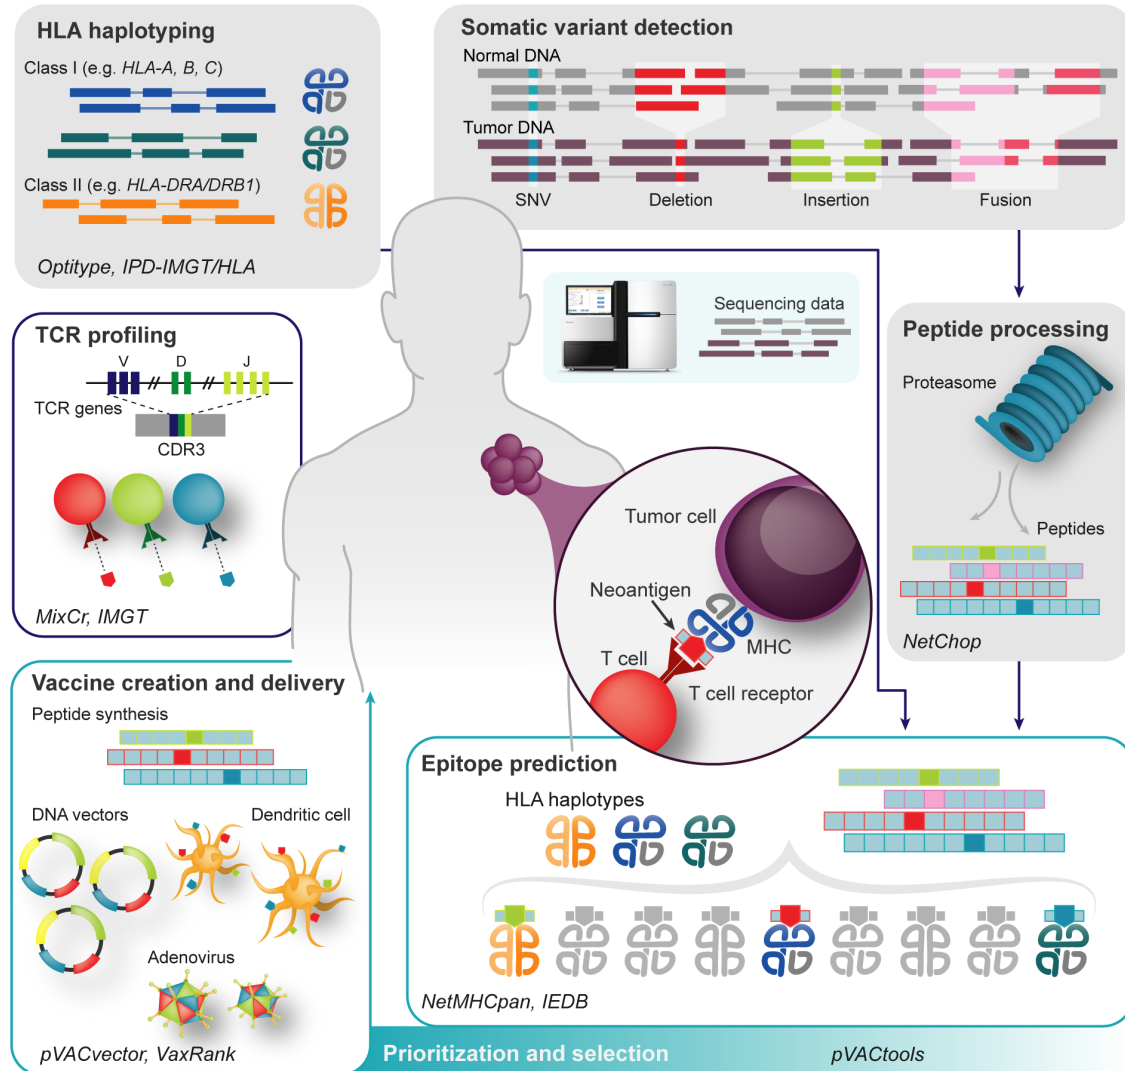 HLA haplotyping
Class I (e.g. HLA-A, B, C)
Class II (e.g. HLA-DRA/DRB1)
Optitype, IPD-IMGT/HLA
Somatic variant detection
Normal DNA
Tumor DNA
SNV
Deletion
Insertion
Fusion
Sequencing data
TCR profiling
V
D
J
TCR genes
CDR3
MixCr, IMGT
Peptide processing
Proteasome
Peptides
NetChop
Tumor cell
Neoantigen
MHC
T cell
T cell receptor
Vaccine creation and delivery
Peptide synthesis
DNA vectors
Dendritic cell
Adenovirus
pVACvector, VaxRank
Epitope prediction
HLA haplotypes
NetMHCpan, IEDB
Prioritization and selection
pVACtools